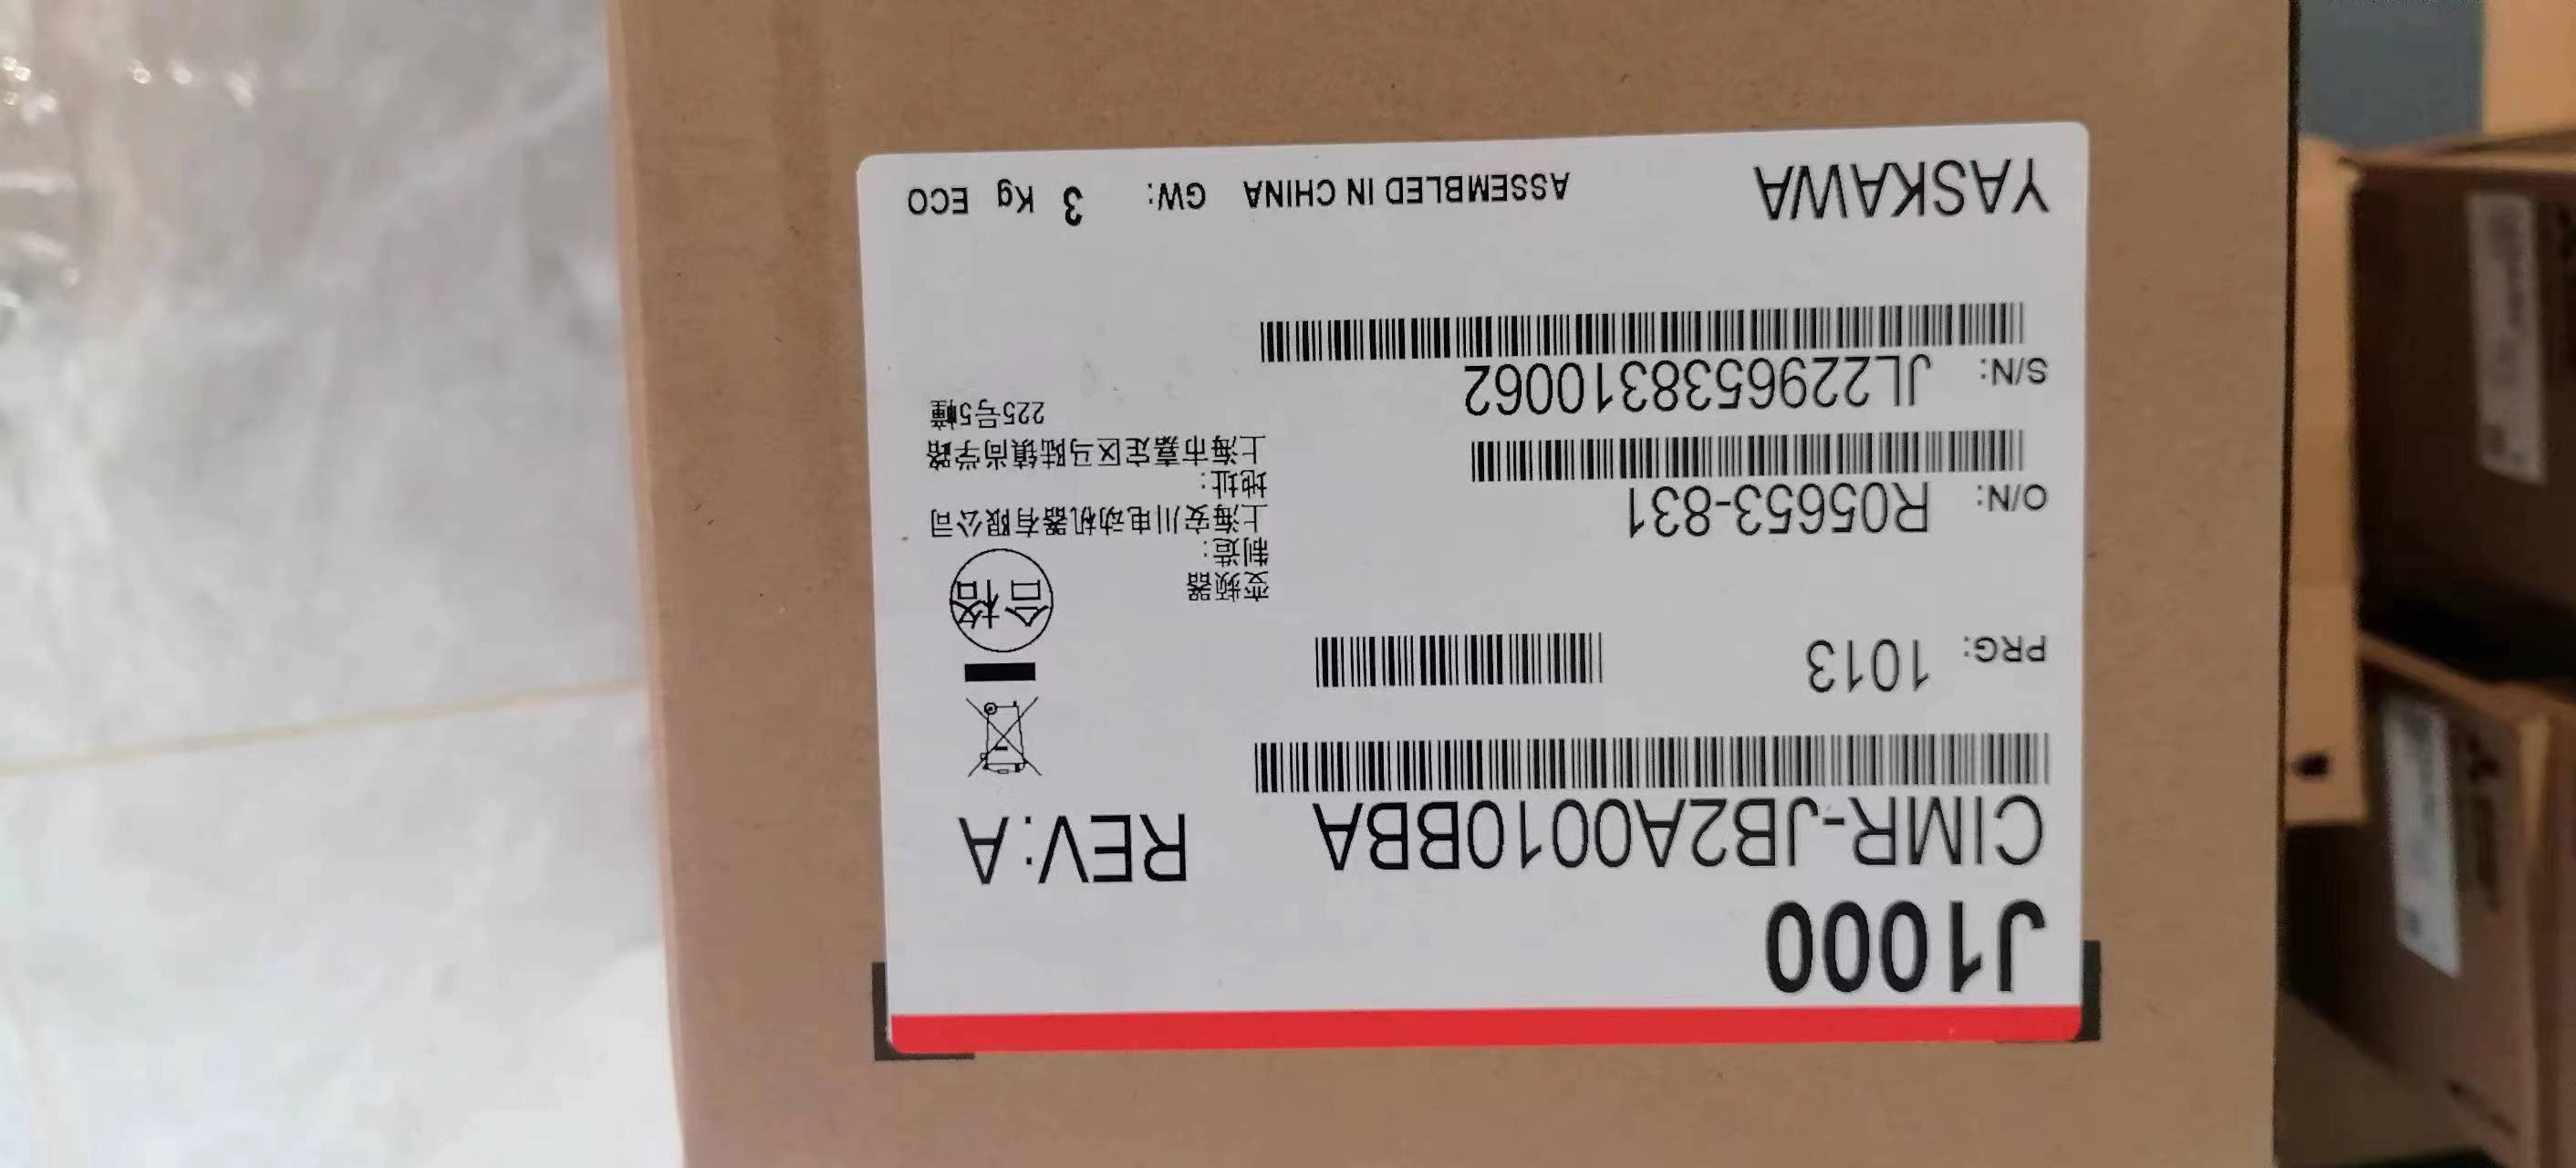 J1000
CIMR-JB2A0010BBA REV:A
PRG: 1013
合格
变频器
制造:
上海安川电动机器有限公司
地址:
上海市嘉定区马陆镇尚学路
225号5幢
O/N: R05653-831
S/N: JL2296538310062
YASKAWA ASSEMBLED IN CHINA GW: 3 Kg ECO